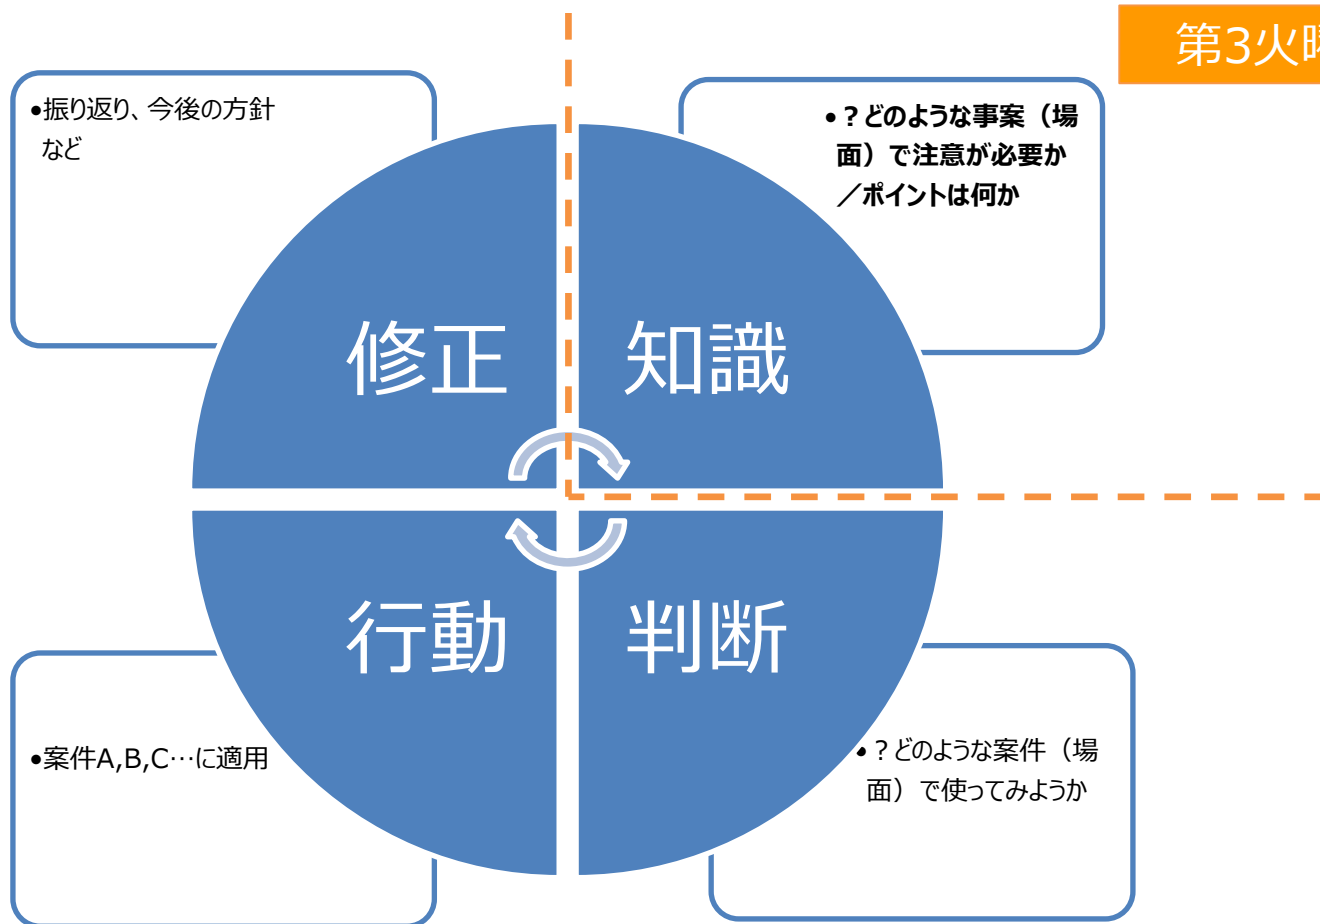 第3火曜
•振り返り、今後の方針
など
•？どのような事案（場
面）で注意が必要か
／ポイントは何か
修正
知識
行動
判断
•案件A,B,C…に適用
•？どのような案件（場
面）で使ってみようか